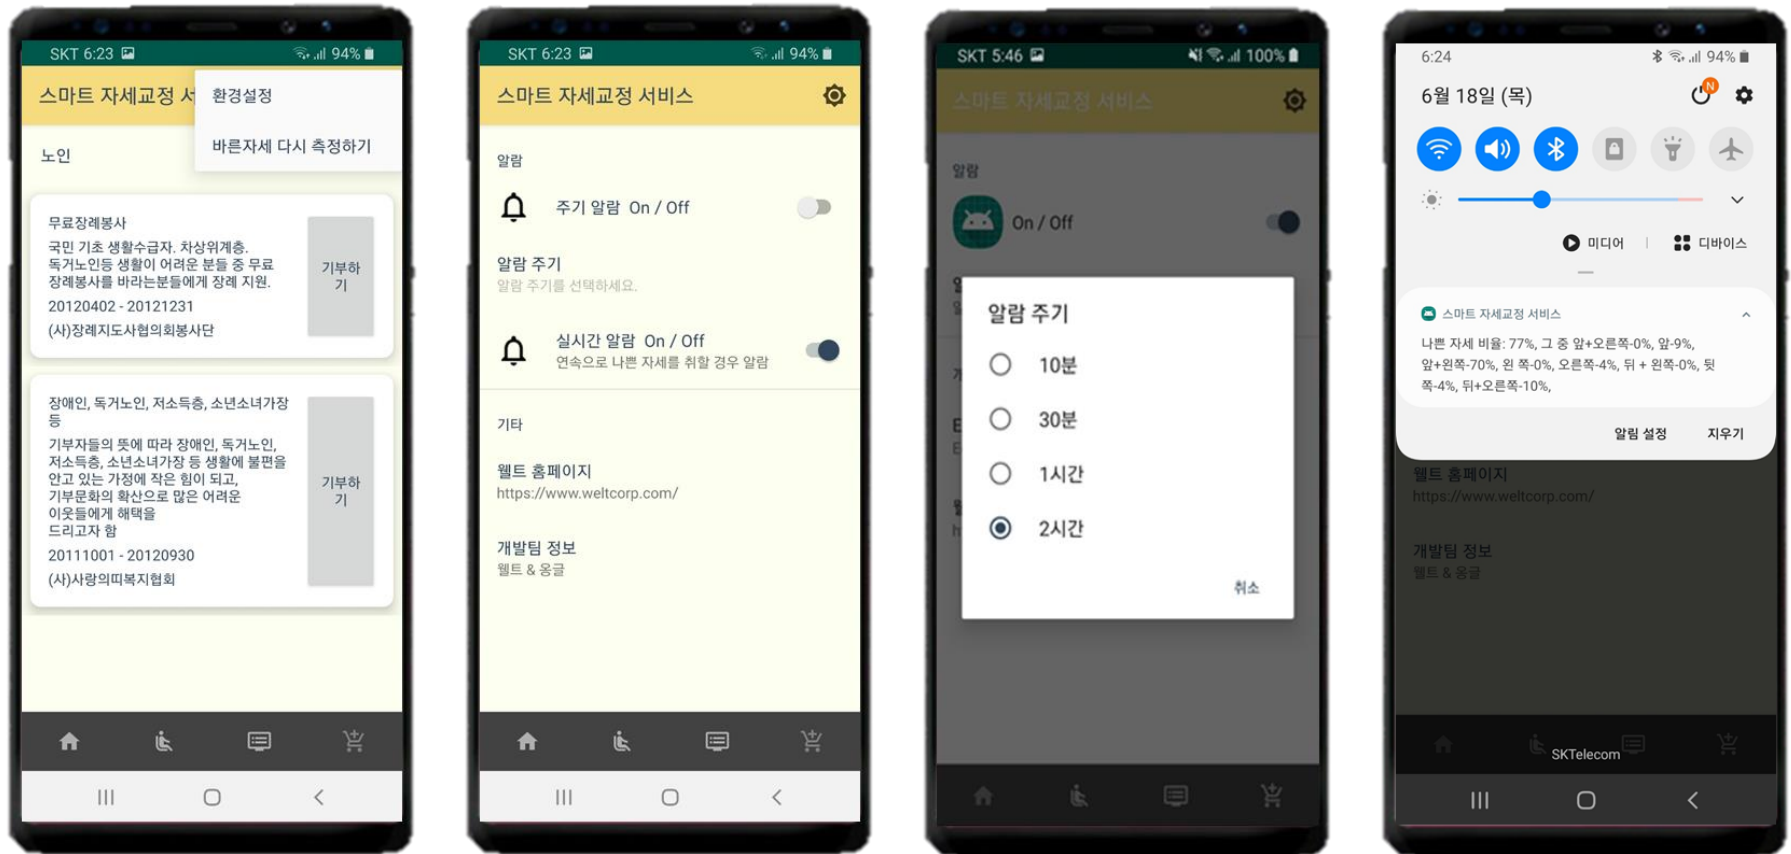 SKT 6:23 94%
스마트 자세교정 서
환경설정
바른자세 다시 측정하기
노인
무료장례봉사
국민 기초 생활수급자. 차상위계층.
독거노인등 생활이 어려운 분들 중 무료
장례봉사를 바라는분들에게 장례 지원.
20120402 - 20121231
(사)장례지도사협의회봉사단
기부하
기
장애인, 독거노인, 저소득층, 소년소녀가장
등
기부자들의 뜻에 따라 장애인, 독거노인,
저소득층, 소년소녀가장 등 생활에 불편을
안고 있는 가정에 작은 힘이 되고,
기부문화의 확산으로 많은 어려운
이웃들에게 해택을
드리고자 함
20111001 - 20120930
(사)사랑의띠복지협회
기부하
기
SKT 6:23 94%
스마트 자세교정 서비스
알람
주기 알람 On / Off
알람 주기
알람 주기를 선택하세요.
실시간 알람 On / Off
연속으로 나쁜 자세를 취할 경우 알람
기타
웰트 홈페이지
https://www.weltcorp.com/
개발팀 정보
웰트 & 옹글
SKT 5:46 100%
스마트 자세교정 서비스
알람
On / Off
알람 주기
10분
30분
1시간
2시간
취소
6:24 94%
6월 18일 (목)
N
미디어 디바이스
스마트 자세교정 서비스
나쁜 자세 비율: 77%, 그 중 앞+오른쪽-0%, 앞-9%,
앞+왼쪽-70%, 왼 쪽-0%, 오른쪽-4%, 뒤 + 왼쪽-0%, 뒷
쪽-4%, 뒤+오른쪽-10%,
알림 설정 지우기
웰트 홈페이지
https://www.weltcorp.com/
개발팀 정보
웰트 & 옹글
SKTelecom